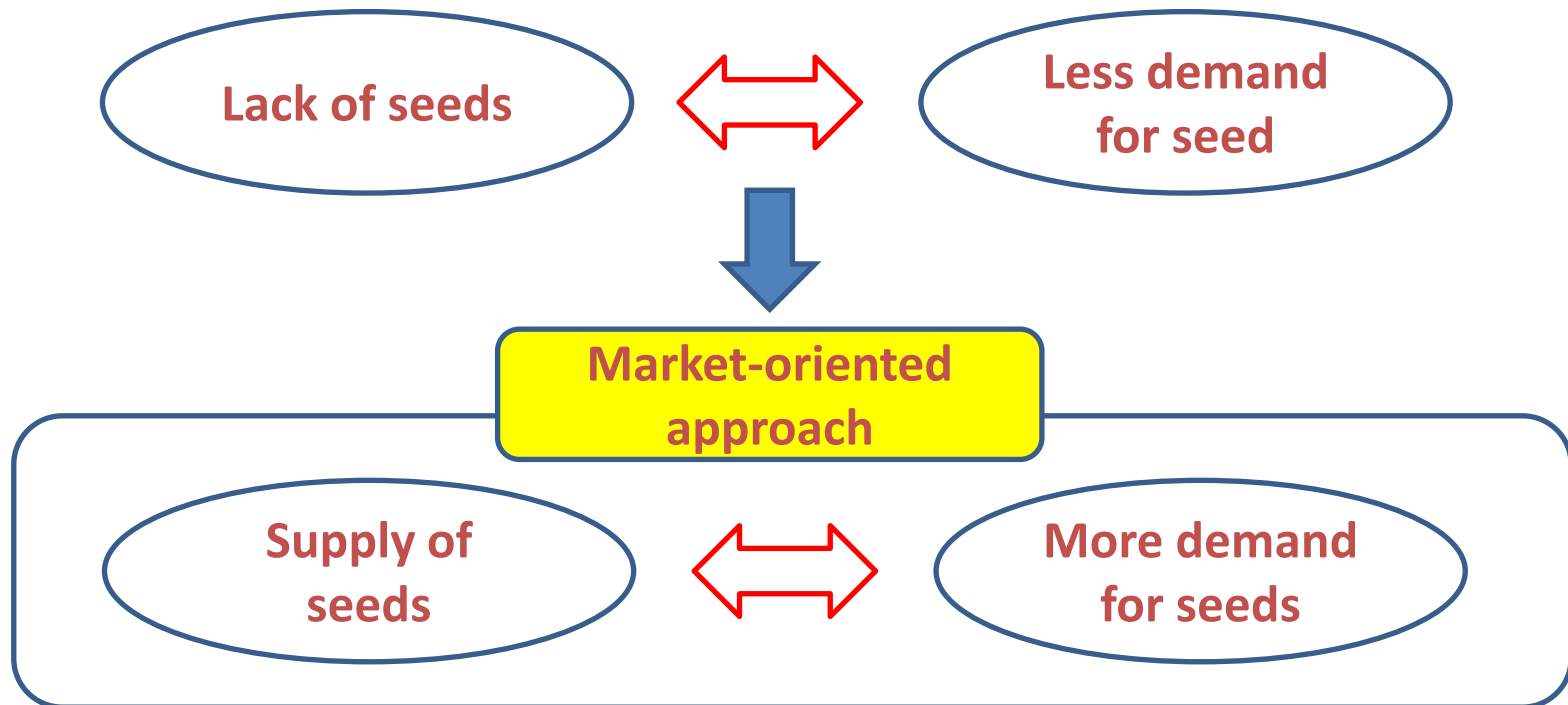 Lack of seeds
Less demand
for seed
Market-oriented
approach
Supply of
seeds
More demand
for seeds